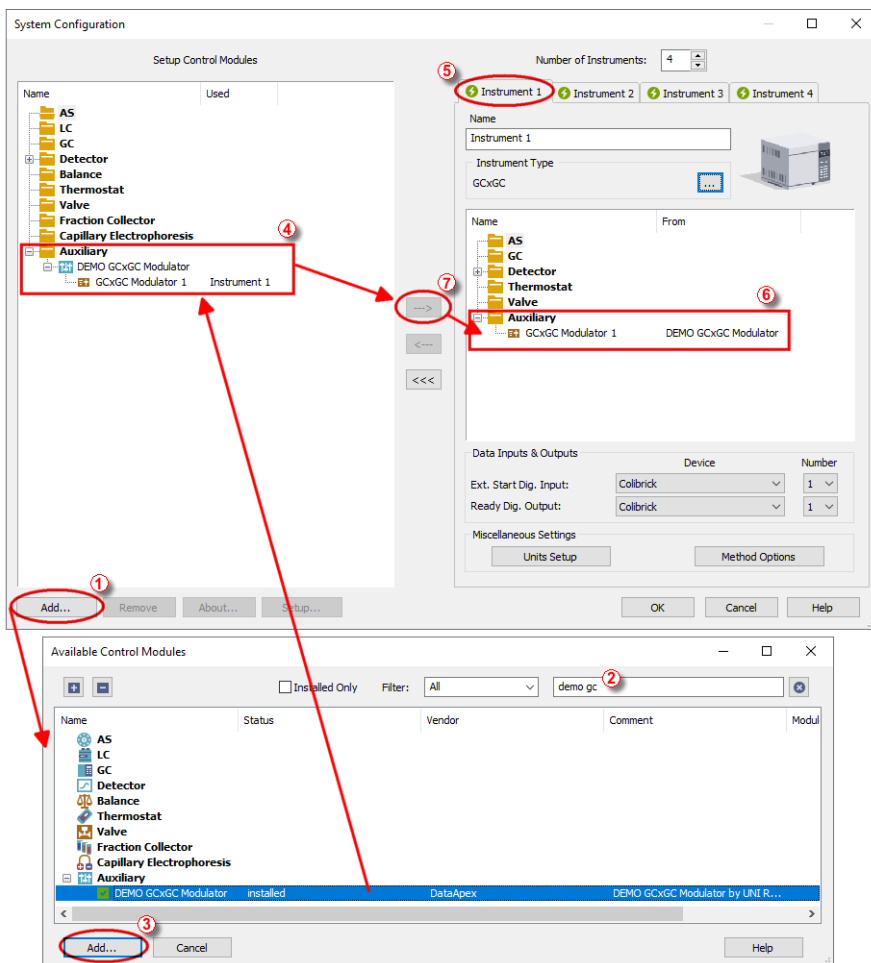 System Configuration
Setup Control Modules
Number of Instruments: 4
5
Name Used
AS
LC
GC
Detector
Balance
Thermostat
Valve
Fraction Collector
Capillary Electrophoresis
4
Auxiliary
DEMO GCxGC Modulator
GCxGC Modulator 1 Instrument 1
Instrument 1 Instrument 2 Instrument 3 Instrument 4
Name
Instrument 1
Instrument Type
GCxGC ...
Name From
AS
GC
Detector
Thermostat
Valve
6
Auxiliary
GCxGC Modulator 1 DEMO GCxGC Modulator
7
--->
<---
<<<
Data Inputs & Outputs
Device Number
Ext. Start Dig. Input: Colibrick 1
Ready Dig. Output: Colibrick 1
Miscellaneous Settings
Units Setup Method Options
1
Add... Remove About... Setup...
OK Cancel Help
Available Control Modules
Installed Only Filter: All demo gc 2
Name Status Vendor Comment Modul
AS
LC
GC
Detector
Balance
Thermostat
Valve
Fraction Collector
Capillary Electrophoresis
Auxiliary
DEMO GCxGC Modulator installed DataApex DEMO GCxGC Modulator by UNI R...
3
Add... Cancel Help